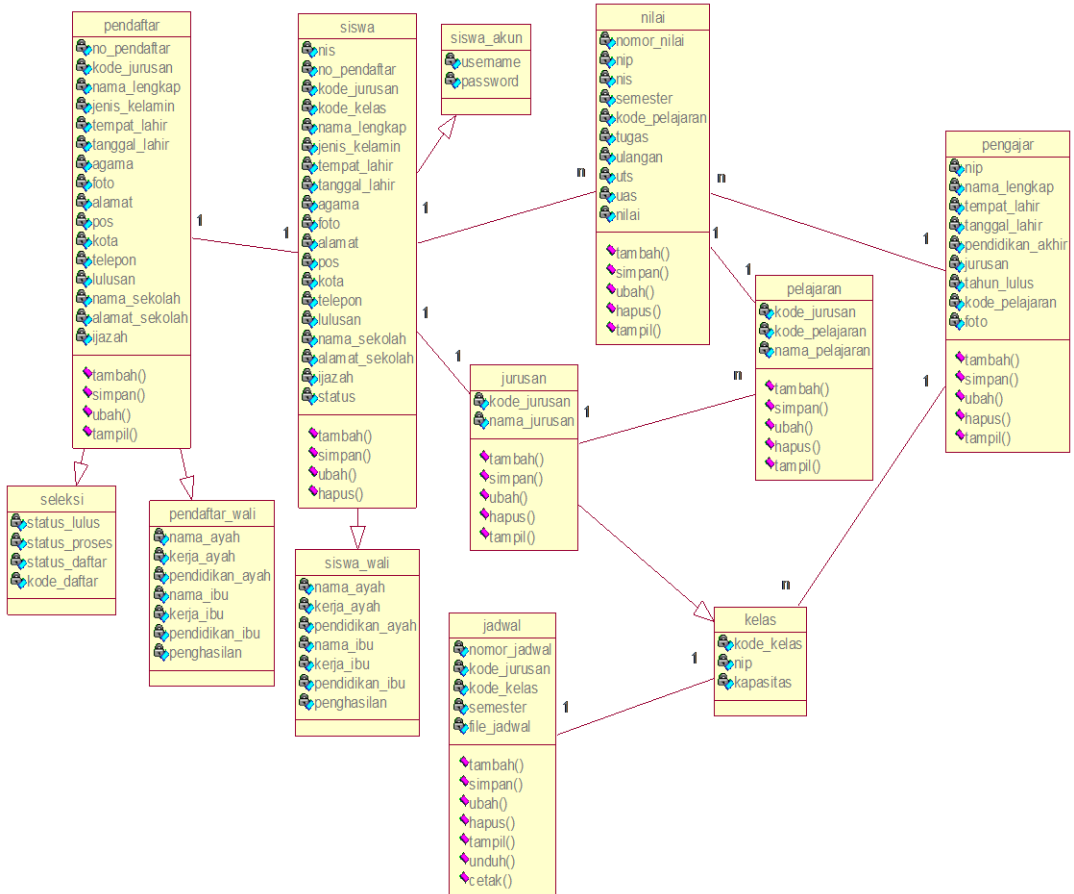 pendaftar
no_pendaftar
kode_jurusan
nama_lengkap
jenis_kelamin
tempat_lahir
tanggal_lahir
agama
foto
alamat
pos
kota
telepon
lulusan
nama_sekolah
alamat_sekolah
ijazah
tambah()
simpan()
ubah()
tampil()
1
1
siswa
nis
no_pendaftar
kode_jurusan
kode_kelas
nama_lengkap
jenis_kelamin
tempat_lahir
tanggal_lahir
agama
foto
alamat
pos
kota
telepon
lulusan
nama_sekolah
alamat_sekolah
ijazah
status
tambah()
simpan()
ubah()
hapus()
siswa_akun
username
password
1
n
nilai
nomor_nilai
nip
nis
semester
kode_pelajaran
tugas
ulangan
uts
uas
nilai
tambah()
simpan()
ubah()
hapus()
tampil()
n
1
pengajar
nip
nama_lengkap
tempat_lahir
tanggal_lahir
pendidikan_akhir
jurusan
tahun_lulus
kode_pelajaran
foto
tambah()
simpan()
ubah()
hapus()
tampil()
1
1
pelajaran
kode_jurusan
kode_pelajaran
nama_pelajaran
tambah()
simpan()
ubah()
hapus()
tampil()
1
1
jurusan
kode_jurusan
nama_jurusan
tambah()
simpan()
ubah()
hapus()
tampil()
1
n
1
n
seleksi
status_lulus
status_proses
status_daftar
kode_daftar
pendaftar_wali
nama_ayah
kerja_ayah
pendidikan_ayah
nama_ibu
kerja_ibu
pendidikan_ibu
penghasilan
siswa_wali
nama_ayah
kerja_ayah
pendidikan_ayah
nama_ibu
kerja_ibu
pendidikan_ibu
penghasilan
jadwal
nomor_jadwal
kode_jurusan
kode_kelas
semester
file_jadwal
tambah()
simpan()
ubah()
hapus()
tampil()
unduh()
cetak()
1
1
kelas
kode_kelas
nip
kapasitas